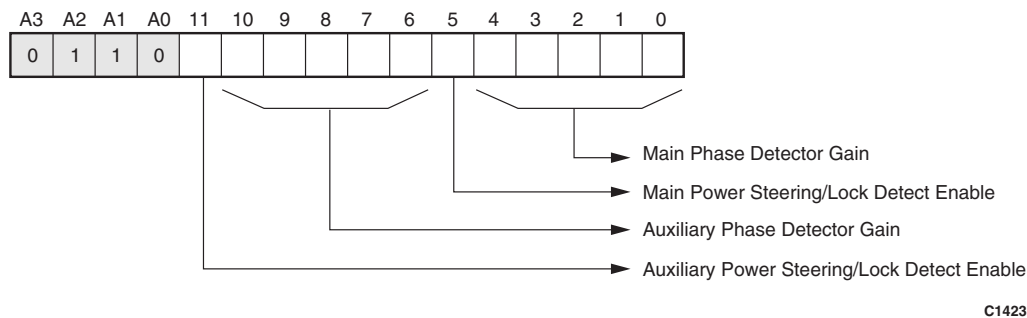 A3 A2 A1 A0 11 10 9 8 7 6 5 4 3 2 1 0
0 1 1 0
Main Phase Detector Gain
Main Power Steering/Lock Detect Enable
Auxiliary Phase Detector Gain
Auxiliary Power Steering/Lock Detect Enable
C1423